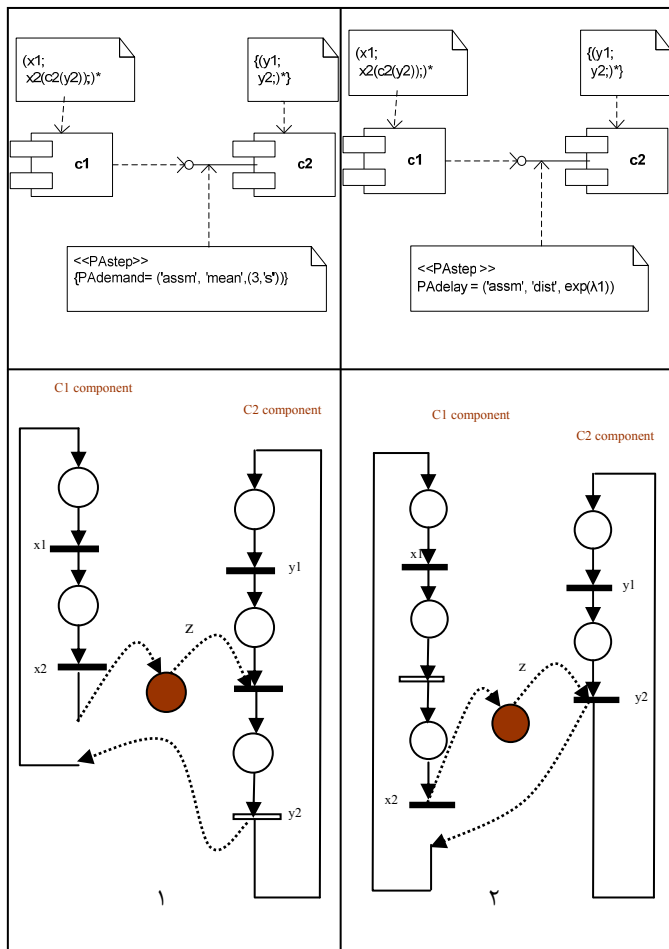 (x1;
x2(c2(y2));)*
{(y1;
y2;)*}
c1
c2
<<PAstep>>
{PAdemand= ('assm', 'mean',(3,'s'))}
(x1;
x2(c2(y2));)*
{(y1;
y2;)*}
c1
c2
<<PAstep >>
PAdelay = ('assm', 'dist', exp(λ1))
C1 component
C2 component
x1
y1
z
x2
y2
١
C1 component
C2 component
x1
y1
z
x2
y2
٢